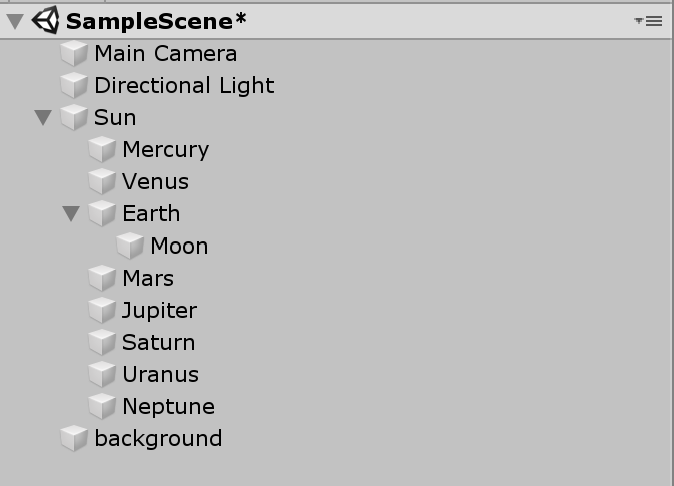 SampleScene*
Main Camera
Directional Light
Sun
Mercury
Venus
Earth
Moon
Mars
Jupiter
Saturn
Uranus
Neptune
background